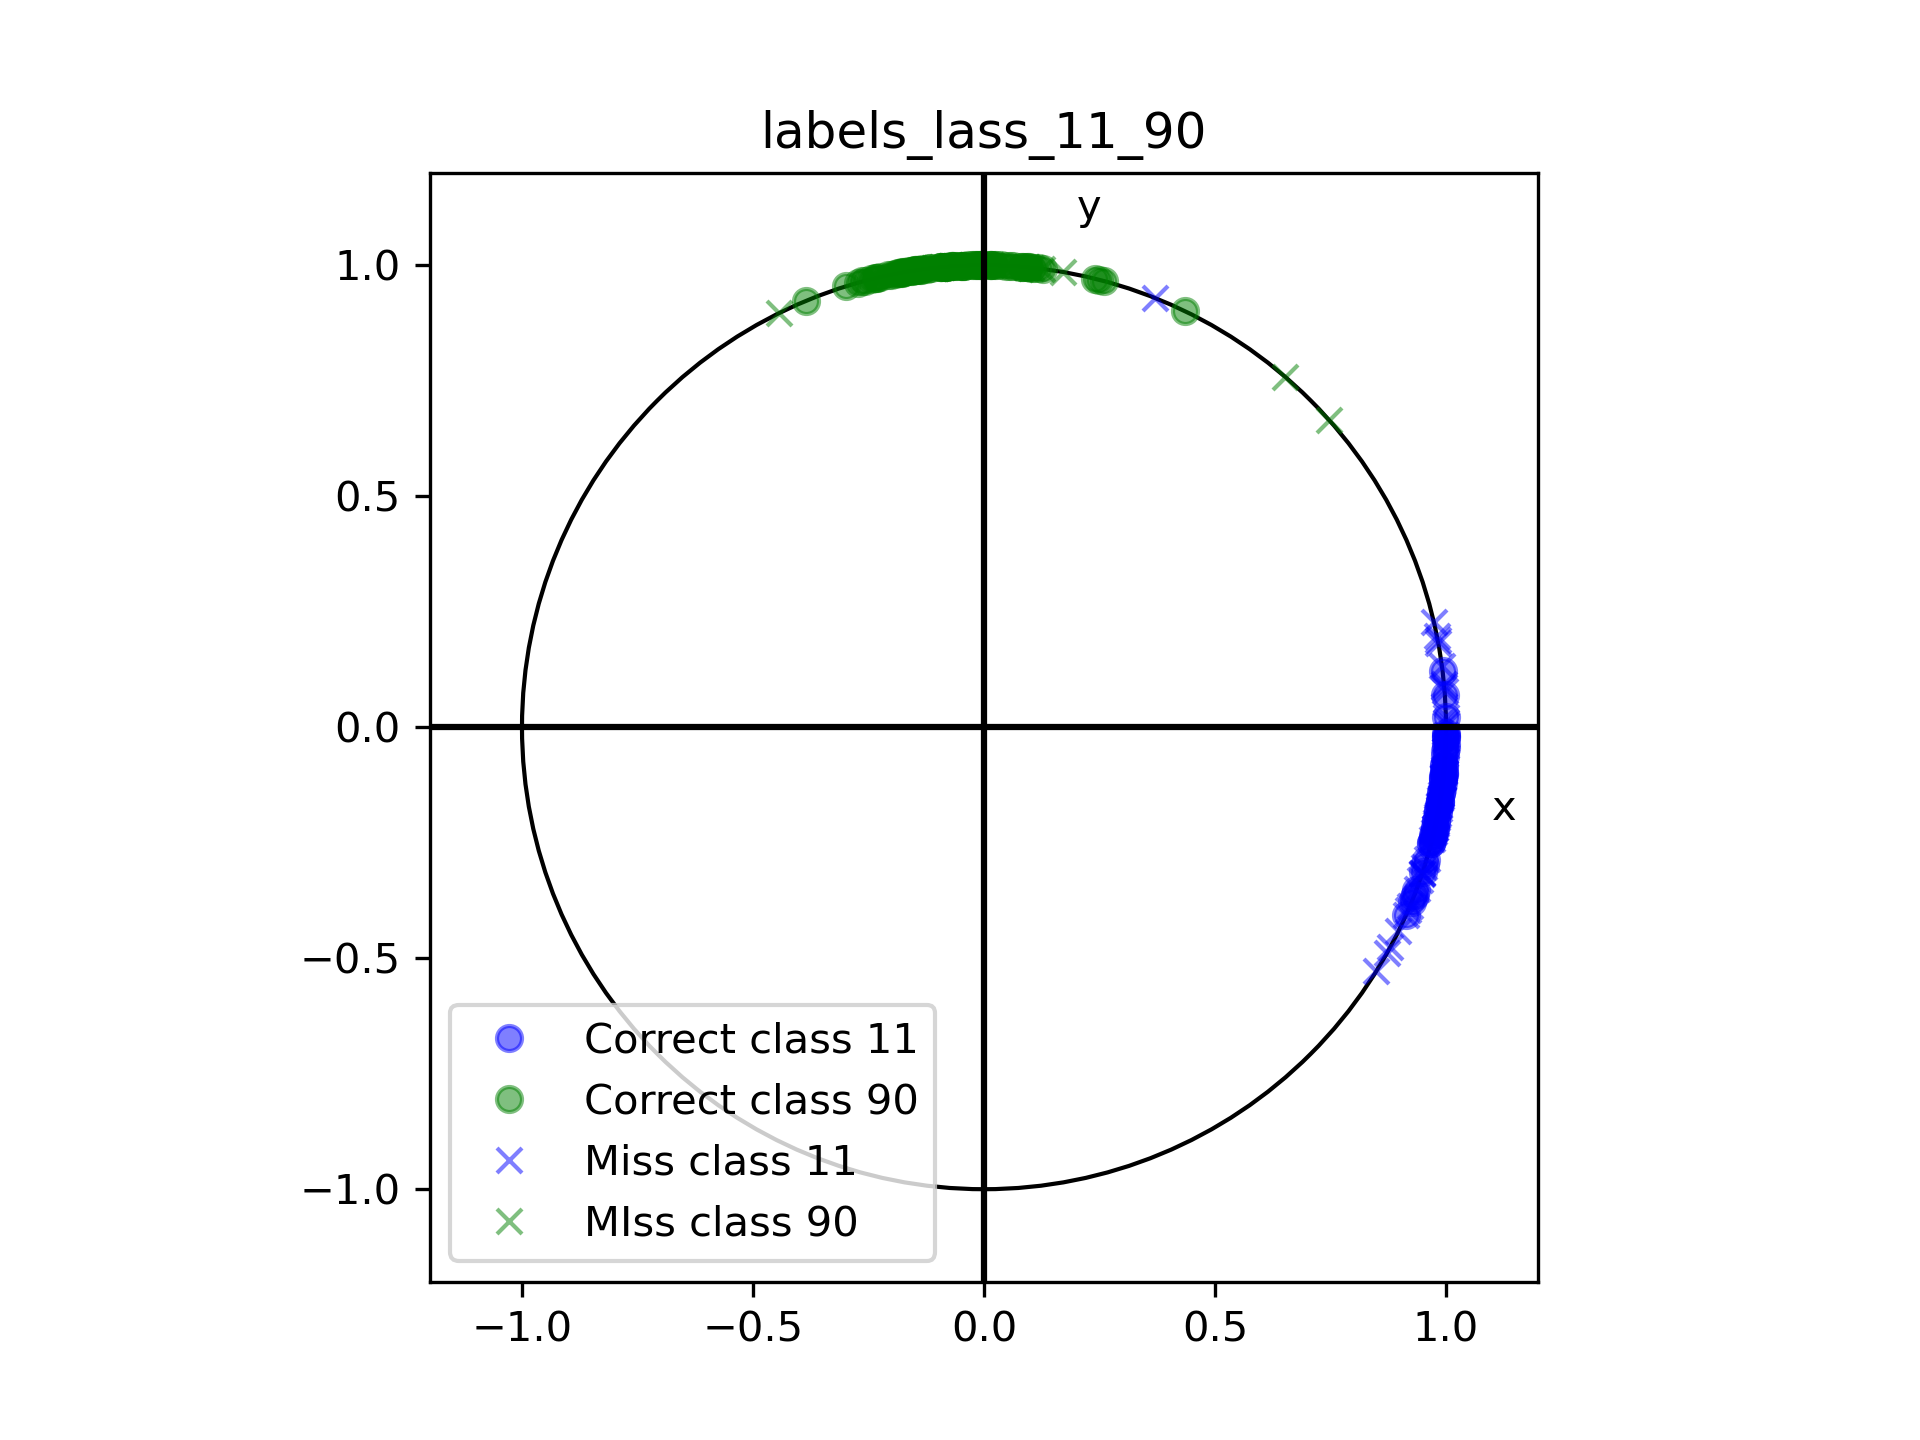 labels_lass_11_90
y
1.0
0.5
0.0
−0.5
−1.0
x
Correct class 11
Correct class 90
Miss class 11
MIss class 90
−1.0 −0.5 0.0 0.5 1.0